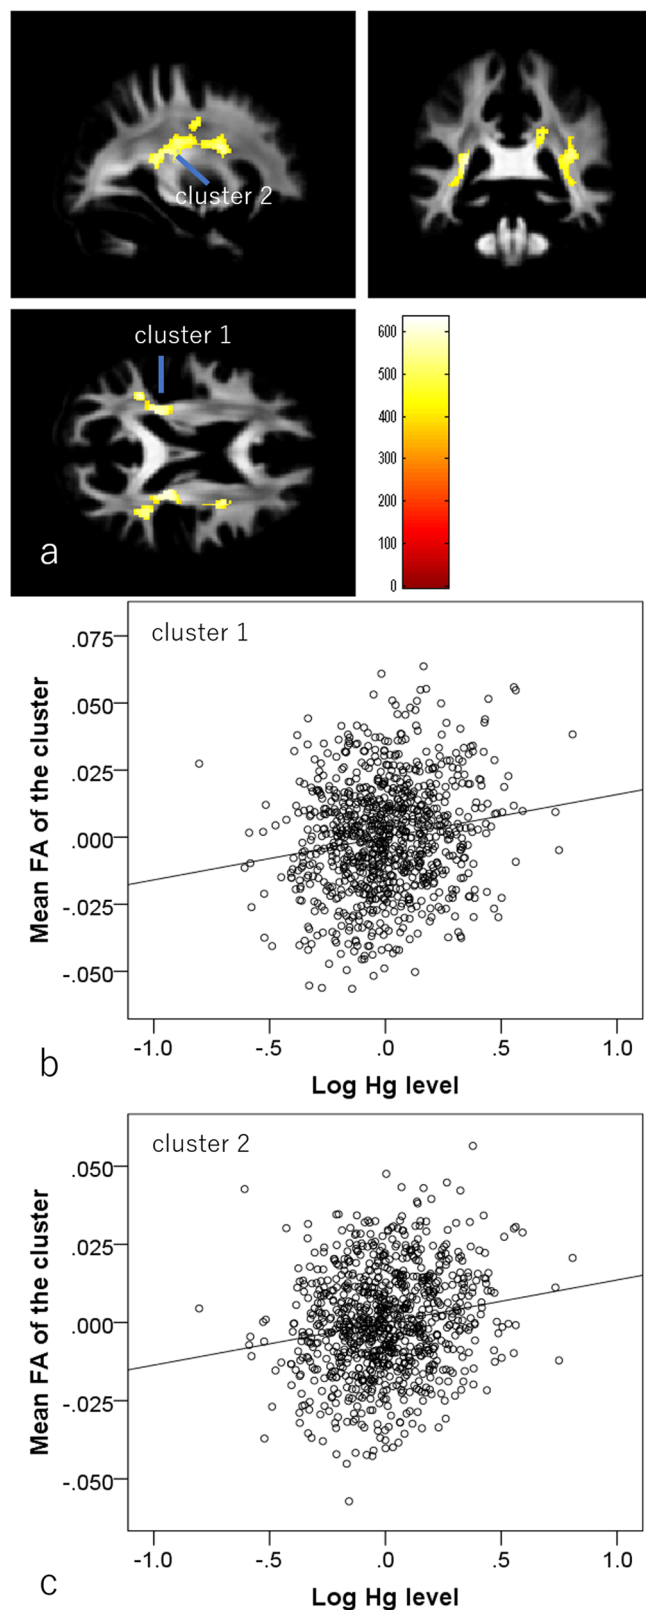 cluster 2
cluster 1
a
600
500
400
300
200
100
0
cluster 1
Mean FA of the cluster
.075
.050
.025
.000
-.025
-.050
-1.0 -.5 .0 .5 1.0
Log Hg level
b
cluster 2
Mean FA of the cluster
.050
.025
.000
-.025
-.050
-1.0 -.5 .0 .5 1.0
Log Hg level
c